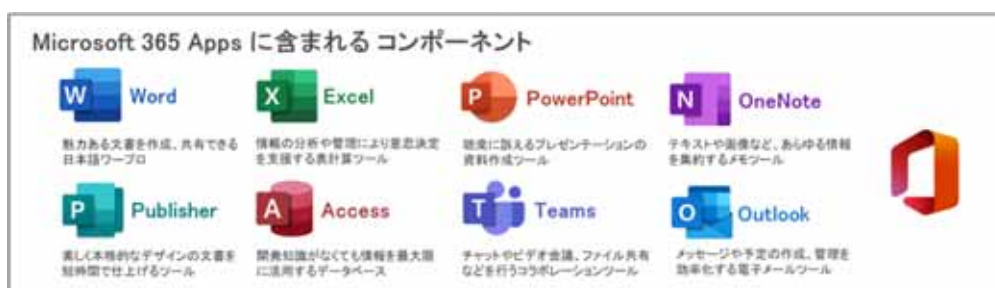 Microsoft 365 Apps に含まれる コンポーネント
W Word
魅力ある文書を作成、共有できる
日本語ワープロ
X Excel
情報の分析や管理により意思決定
を支援する表計算ツール
P PowerPoint
聴衆に訴えるプレゼンテーションの
資料作成ツール
N OneNote
テキストや画像など、あらゆる情報
を集約するメモツール
P Publisher
美しく本格的なデザインの文書を
短時間で仕上げるツール
A Access
開発知識がなくても情報を最大限
に活用するデータベース
T Teams
チャットやビデオ会議、ファイル共有
などを行うコラボレーションツール
O Outlook
メッセージや予定の作成、管理を
効率化する電子メールツール